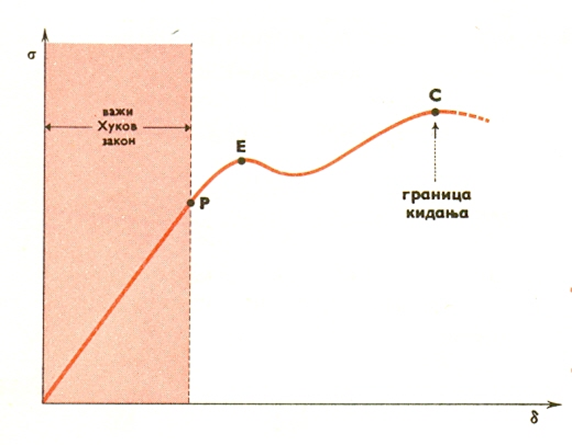 σ
важи
Хуков
закон
E
P
C
граница
кидања
δ